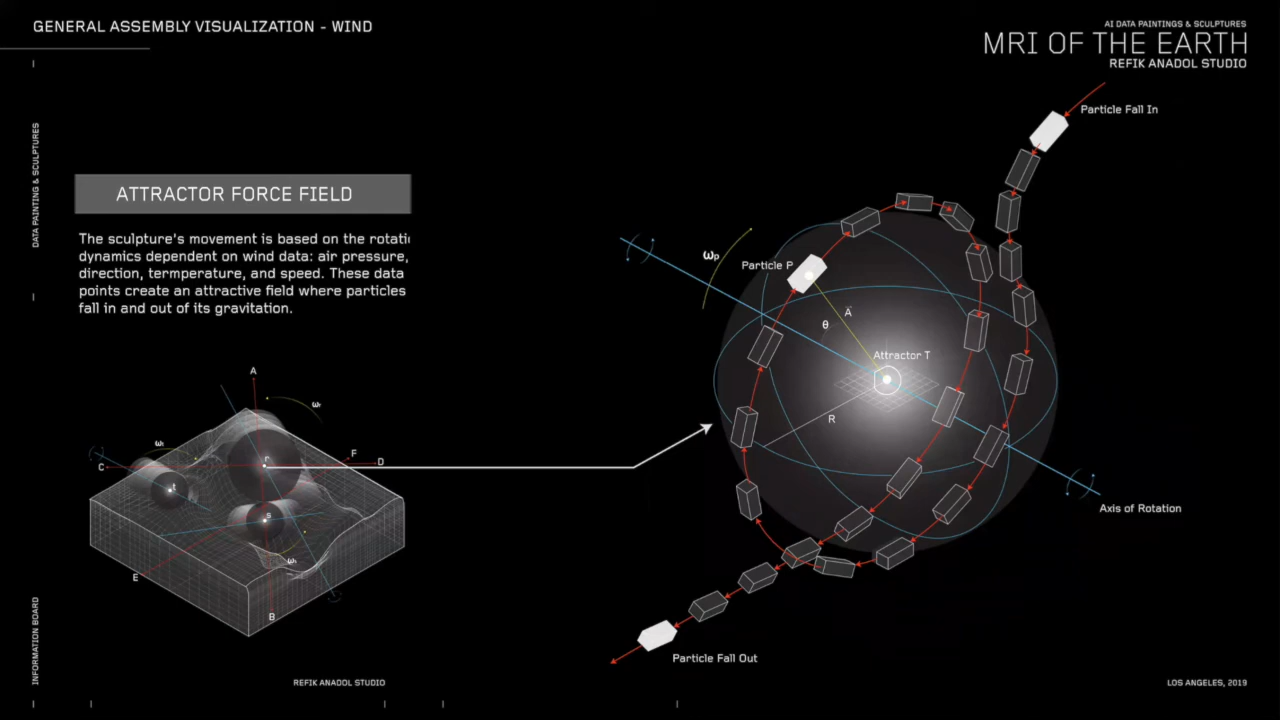 GENERAL ASSEMBLY VISUALIZATION - WIND
AI DATA PAINTINGS & SCULPTURES
MRI OF THE EARTH
REFIK ANADOL STUDIO
DATA PAINTING & SCULPTURES
ATTRACTOR FORCE FIELD
The sculpture's movement is based on the rotati
dynamics dependent on wind data: air pressure,
direction, termperature, and speed. These data
points create an attractive field where particles
fall in and out of its gravitation.
Particle Fall In
ωp
Particle P
Ä
θ
Attractor T
R
Axis of Rotation
Particle Fall Out
A
ωr
ωt
C
F
D
r
t
s
ωs
E
B
INFORMATION BOARD
REFIK ANADOL STUDIO
LOS ANGELES, 2019